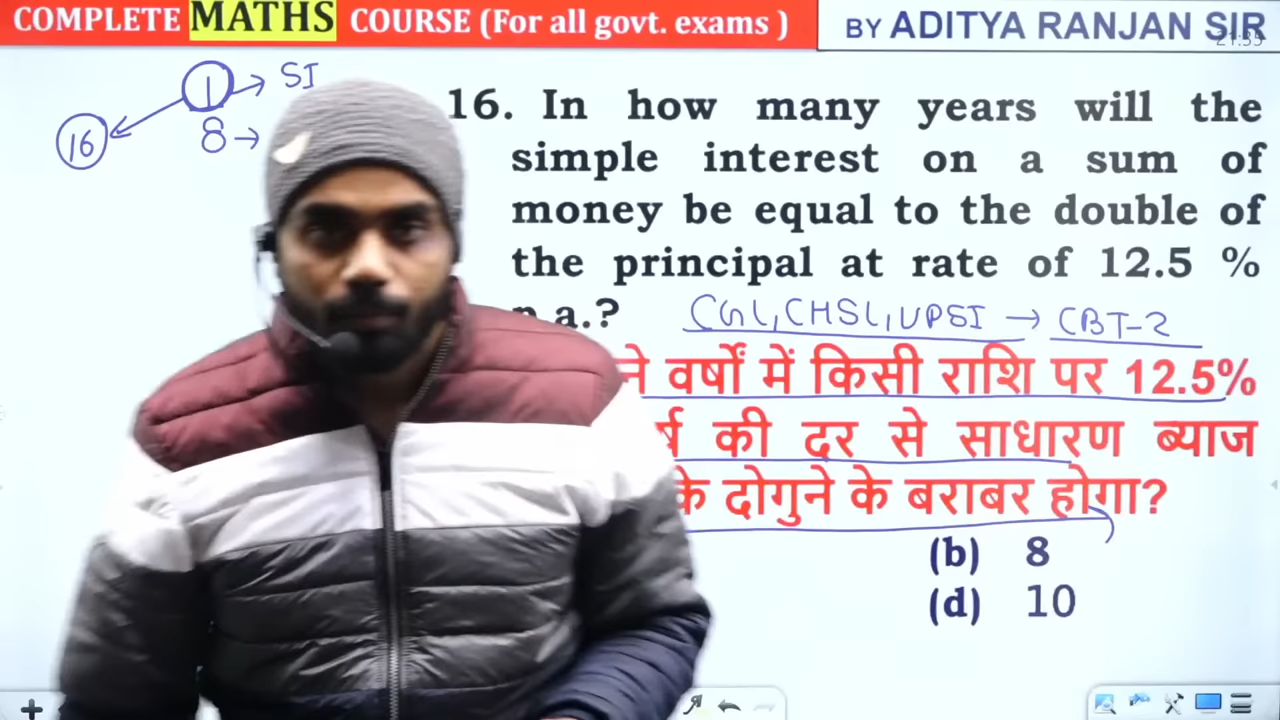 COMPLETE MATHS COURSE (For all govt. exams ) BY ADITYA RANJAN SIR
21:35
1 → SI
16 8 →
16. In how many years will the
simple interest on a sum of
money be equal to the double of
the principal at rate of 12.5 %
a.?
CGL, CHSL, UPSI → CBT-2
ने वर्षों में किसी राशि पर 12.5%
र्ष की दर से साधारण ब्याज
के दोगुने के बराबर होगा?
(b) 8
(d) 10